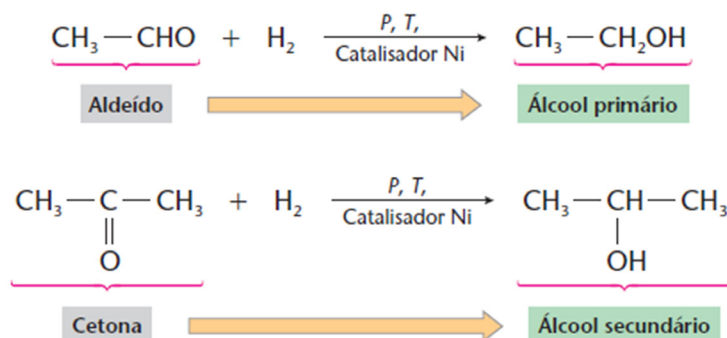 P, T,
CH₃—CHO + H₂ Catalisador Ni CH₃—CH₂OH
Aldeído Álcool primário
P, T,
CH₃—C—CH₃ + H₂ Catalisador Ni CH₃—CH—CH₃
O OH
Cetona Álcool secundário